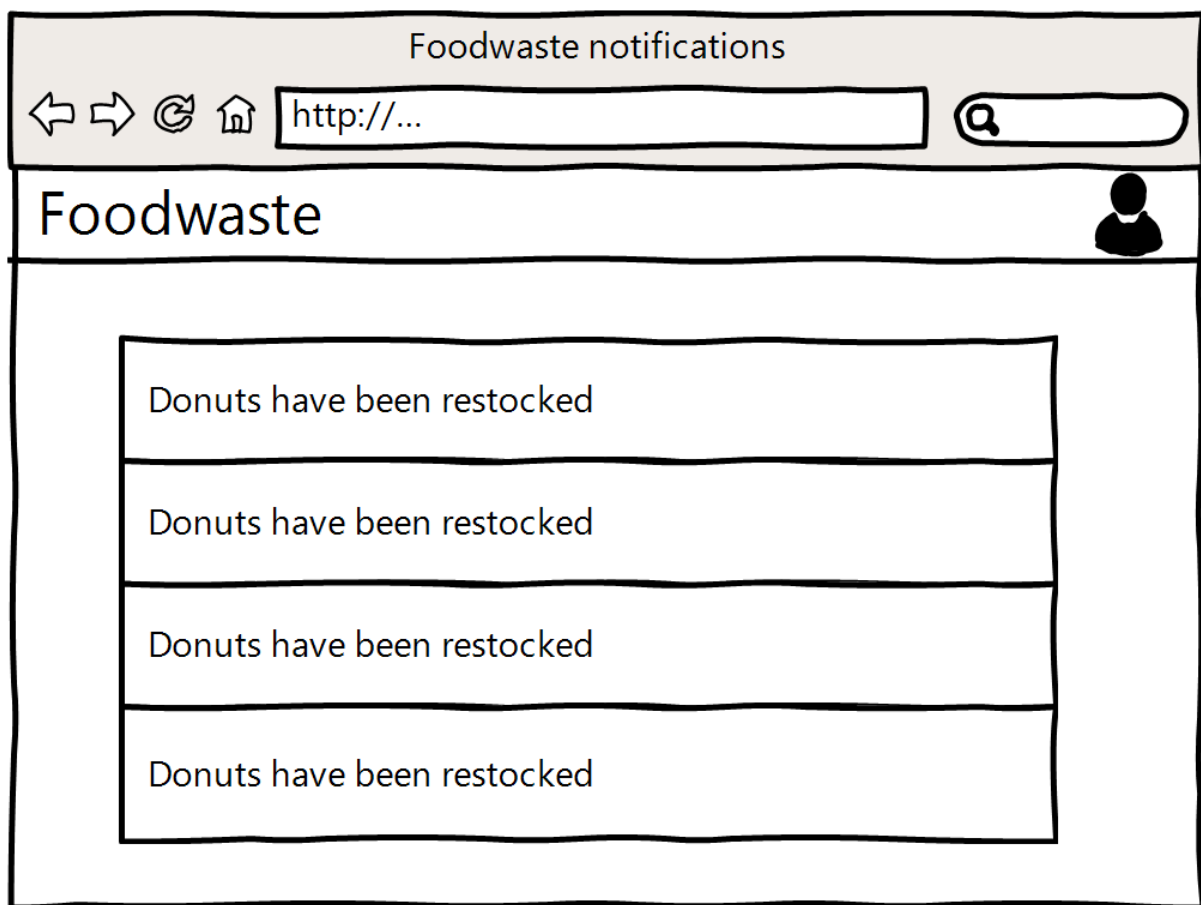 Foodwaste notifications
http://...
Foodwaste
Donuts have been restocked
Donuts have been restocked
Donuts have been restocked
Donuts have been restocked